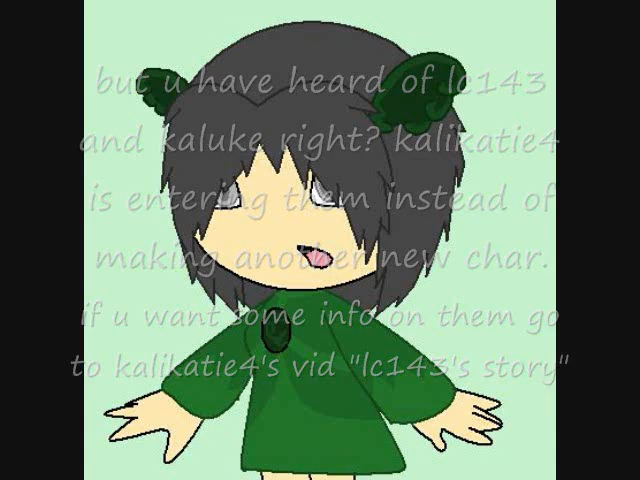 but u have heard of lc143
and kaluke right? kalikatie4
is entering them instead of
making another new char.
if u want some info on them go
to kalikatie4's vid "lc143's story"